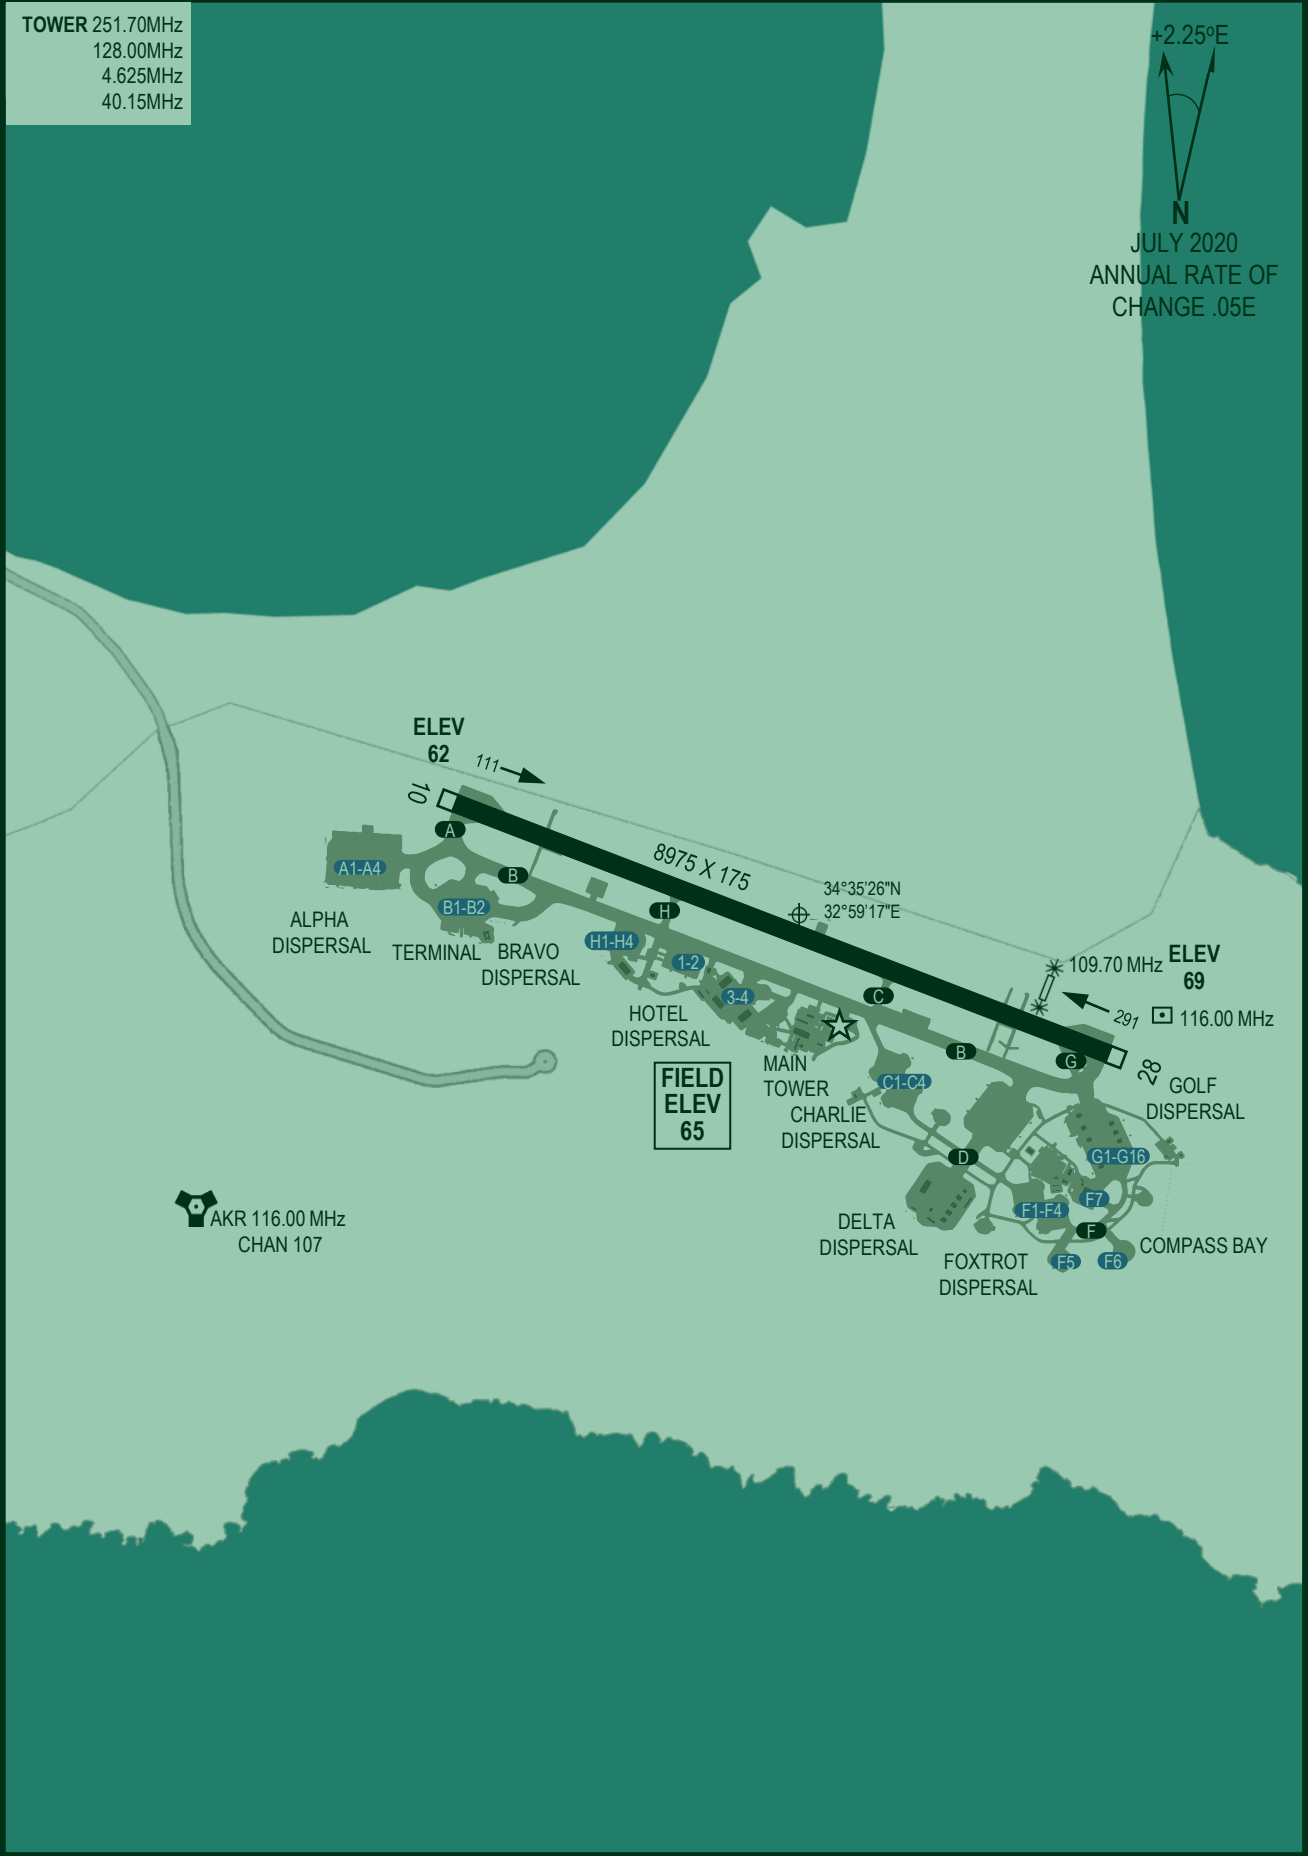 TOWER 251.70MHz
128.00MHz
4.625MHz
40.15MHz
+2.25ºE
N
JULY 2020
ANNUAL RATE OF
CHANGE .05E
ELEV
62
111
10
A
A1-A4
B
8975 X 175
34°35'26"N
32°59'17"E
B1-B2
H
ALPHA
DISPERSAL
TERMINAL
BRAVO
DISPERSAL
H1-H4
1-2
3-4
C
109.70 MHz
ELEV
69
291
116.00 MHz
HOTEL
DISPERSAL
MAIN
TOWER
B
G
28
FIELD
ELEV
65
C1-C4
CHARLIE
DISPERSAL
GOLF
DISPERSAL
D
G1-G16
F7
F1-F4
F
F5
F6
DELTA
DISPERSAL
FOXTROT
DISPERSAL
COMPASS BAY
AKR 116.00 MHz
CHAN 107